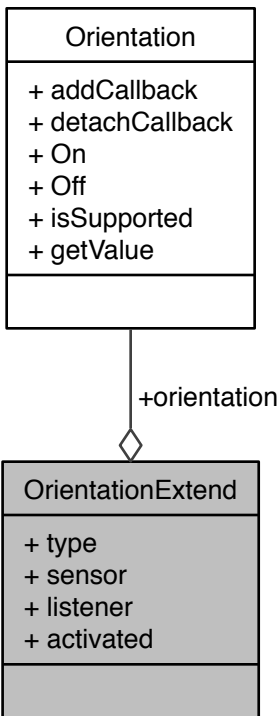 Orientation
+ addCallback
+ detachCallback
+ On
+ Off
+ isSupported
+ getValue
+orientation
OrientationExtend
+ type
+ sensor
+ listener
+ activated